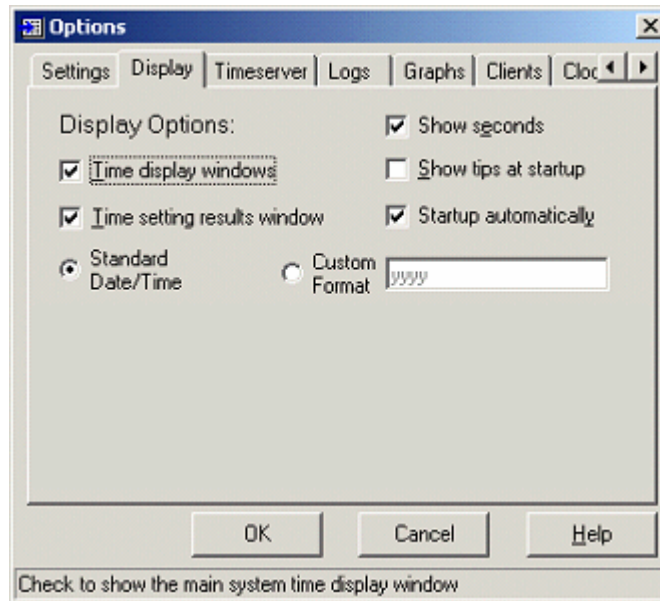 Options
Settings Display Timeserver Logs Graphs Clients Cloc
Display Options:
Show seconds
Time display windows
Show tips at startup
Time setting results window
Startup automatically
Standard
Date/Time
Custom
Format
yyyy
OK Cancel Help
Check to show the main system time display window